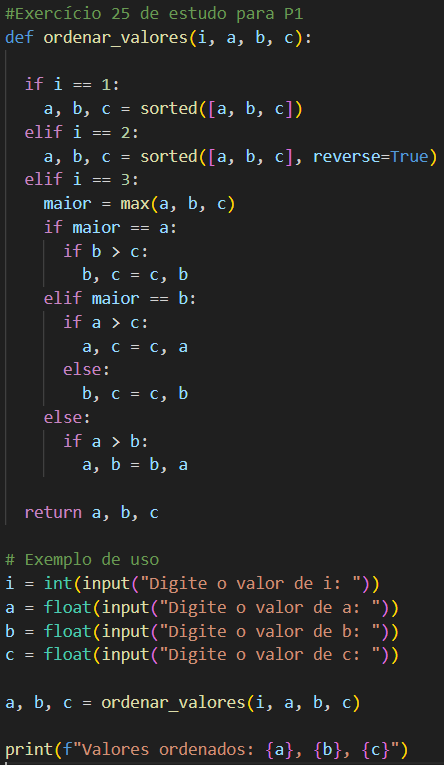 #Exercício 25 de estudo para P1
def ordenar_valores(i, a, b, c):

  if i == 1:
    a, b, c = sorted([a, b, c])
  elif i == 2:
    a, b, c = sorted([a, b, c], reverse=True)
  elif i == 3:
    maior = max(a, b, c)
    if maior == a:
      if b > c:
        b, c = c, b
    elif maior == b:
      if a > c:
        a, c = c, a
      else:
        b, c = c, b
    else:
      if a > b:
        a, b = b, a

  return a, b, c

# Exemplo de uso
i = int(input("Digite o valor de i: "))
a = float(input("Digite o valor de a: "))
b = float(input("Digite o valor de b: "))
c = float(input("Digite o valor de c: "))

a, b, c = ordenar_valores(i, a, b, c)

print(f"Valores ordenados: {a}, {b}, {c}")